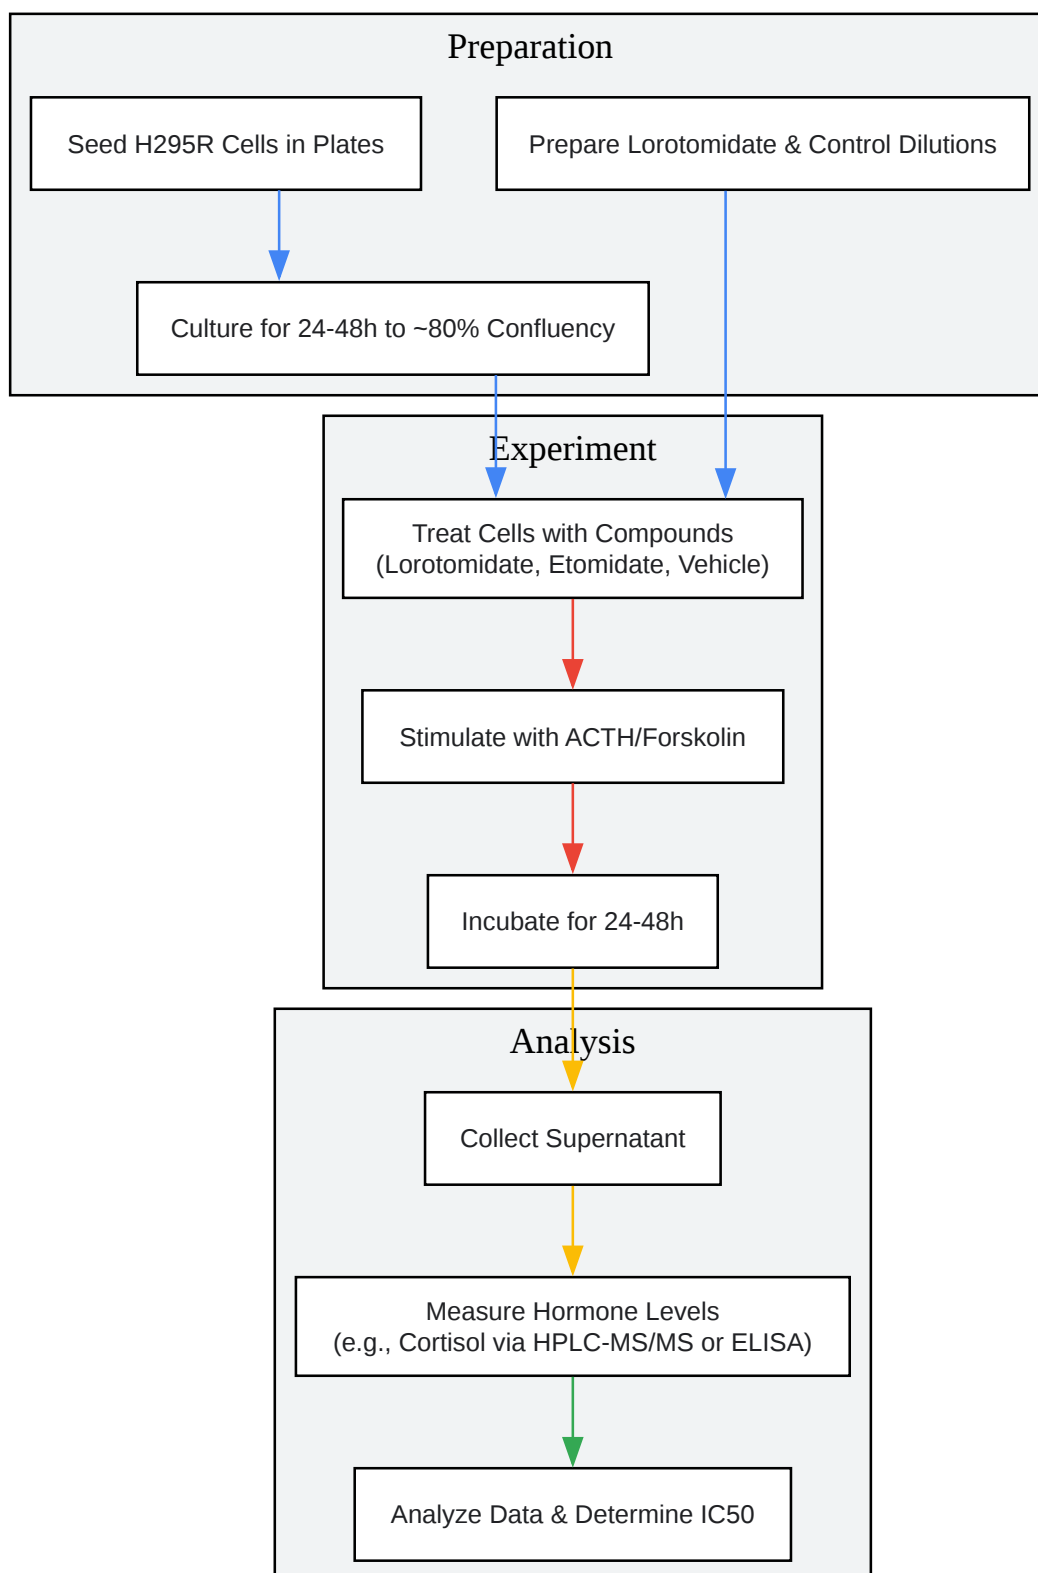 Preparation
Seed H295R Cells in Plates
Prepare Lorotomidate & Control Dilutions
Culture for 24-48h to ~80% Confluency
Experiment
Treat Cells with Compounds
(Lorotomidate, Etomidate, Vehicle)
Stimulate with ACTH/Forskolin
Incubate for 24-48h
Analysis
Collect Supernatant
Measure Hormone Levels
(e.g., Cortisol via HPLC-MS/MS or ELISA)
Analyze Data & Determine IC50